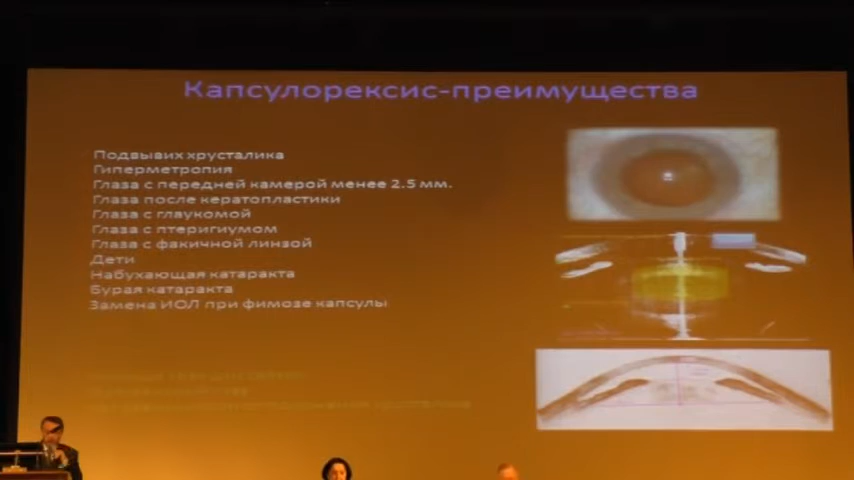 Капсулорексис-преимущества
Подвывих хрусталика
Гиперметропия
Глаза с передней камерой менее 2.5 мм.
Глаза после кератопластики
Глаза с глаукомой
Глаза с птеригиумом
Глаза с факичной линзой
Дети
Набухающая катаракта
Бурая катаракта
Замена ИОЛ при фимозе капсулы